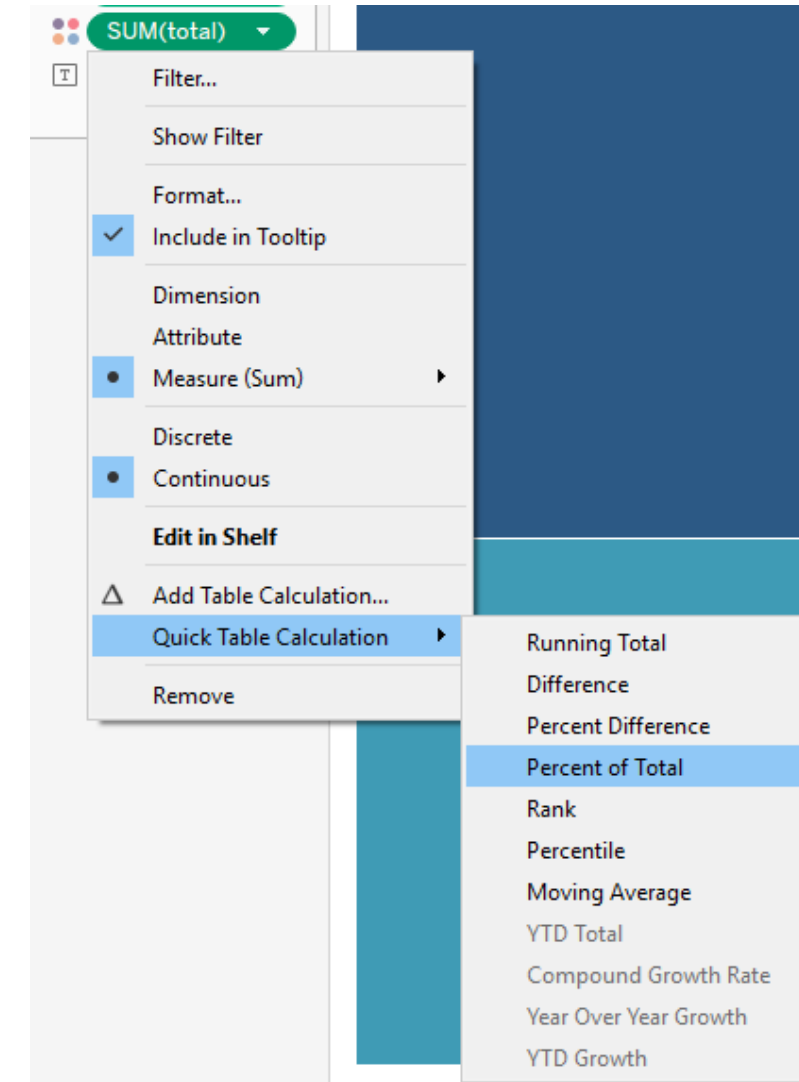 SUM(total)
T
Filter...
Show Filter
Format...
Include in Tooltip
Dimension
Attribute
Measure (Sum)
Discrete
Continuous
Edit in Shelf
Add Table Calculation...
Quick Table Calculation
Remove
Running Total
Difference
Percent Difference
Percent of Total
Rank
Percentile
Moving Average
YTD Total
Compound Growth Rate
Year Over Year Growth
YTD Growth